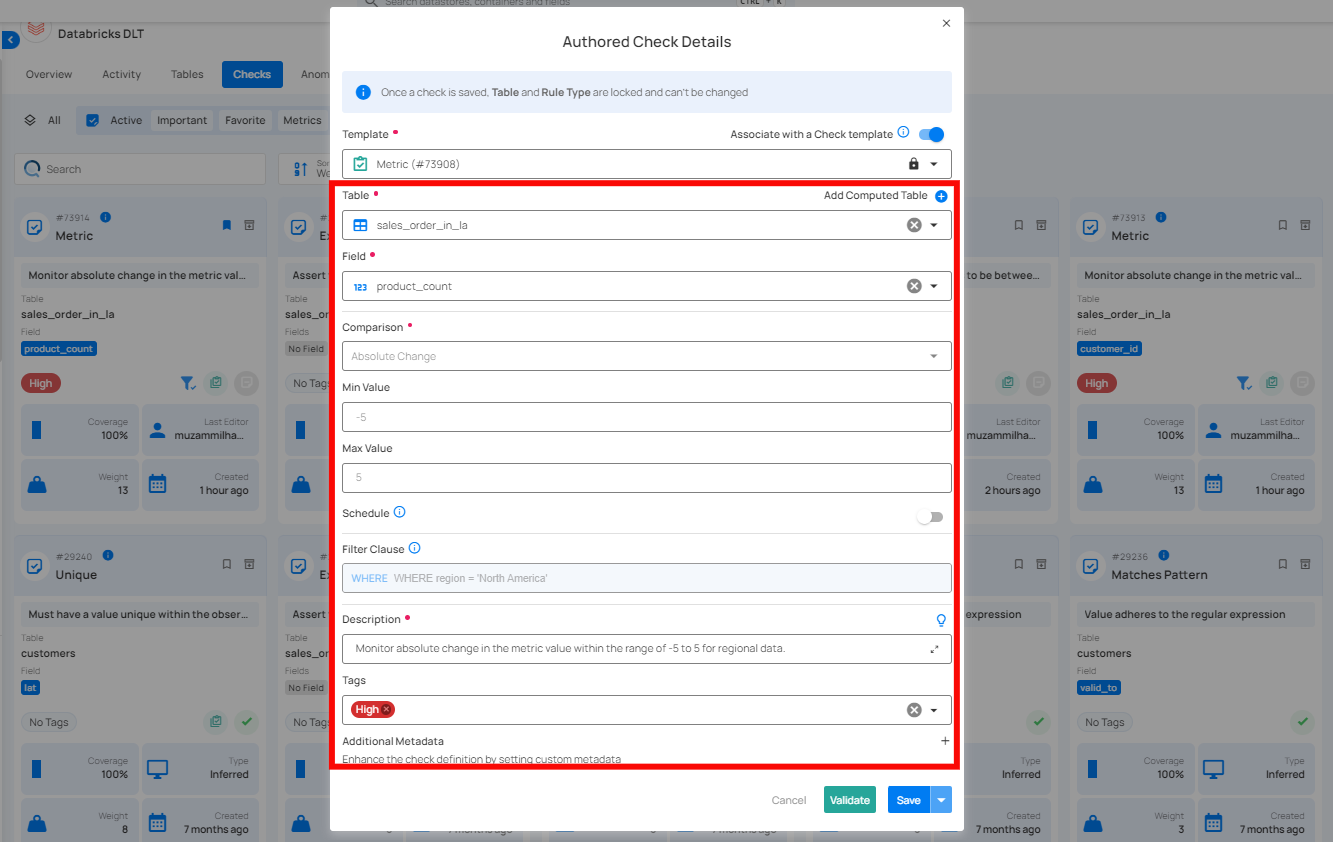 Search datastores, containers and fields
CTRL + K
Databricks DLT
Overview Activity Tables Checks Anom
All Active Important Favorite Metrics
Search
Authored Check Details
Once a check is saved, Table and Rule Type are locked and can't be changed
Template • Associate with a Check template
Metric (#73908)
Table • Add Computed Table
sales_order_in_la
Field •
123 product_count
Comparison •
Absolute Change
Min Value
-5
Max Value
5
Schedule
Filter Clause
WHERE WHERE region = 'North America'
Description •
Monitor absolute change in the metric value within the range of -5 to 5 for regional data.
Tags
High
Additional Metadata
Enhance the check definition by setting custom metadata
Cancel Validate Save
#73914
Metric
Monitor absolute change in the metric val...
Table
sales_order_in_la
Field
product_count
High
Coverage
100%
Last Editor
muzammilha...
Weight
13
Created
1 hour ago
#
Assert
Table
sales_or
Fields
No Field
No Tags
to be betwee...
muzammilha...
Last Editor
Created
2 hours ago
#73913
Metric
Monitor absolute change in the metric val...
Table
sales_order_in_la
Field
customer_id
High
Coverage
100%
Last Editor
muzammilha...
Weight
13
Created
1 hour ago
#29240
Unique
Must have a value unique within the obser...
Table
customers
Field
lat
No Tags
Coverage
100%
Type
Inferred
Weight
8
Created
7 months ago
#
Assert
Table
sales_or
Fields
No Field
No Tags
expression
Type
Inferred
Created
7 months ago
#29236
Matches Pattern
Value adheres to the regular expression
Table
customers
Field
valid_to
No Tags
Coverage
100%
Type
Inferred
Weight
3
Created
7 months ago